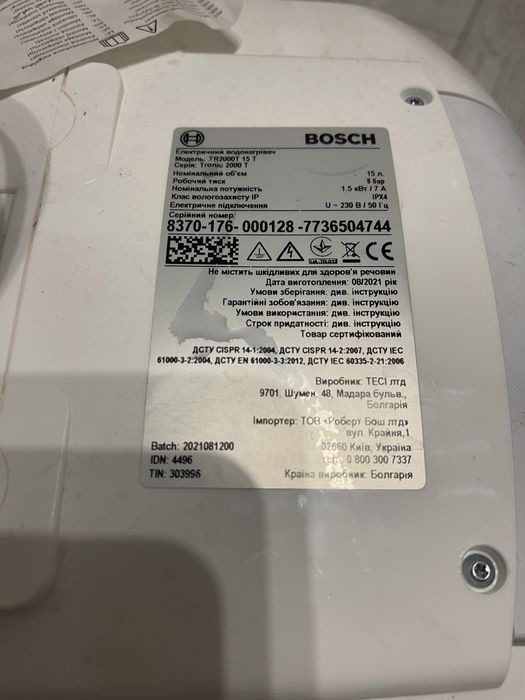 BOSCH
Електричний водонагрівач
Модель: TR2000T 15 T
Серія: Tronic 2000 T
Номінальний об'єм 15 л.
Робочий тиск 8 бар
Номінальна потужність 1.5 кВт / 7 А
Клас вологозахисту IP IPX4
Електричне підключення U ~ 230 В / 50 Гц
Серійний номер:
8370-176- 000128 -7736504744
CE
Не містить шкідливих для здоров'я речовин
Дата виготовлення: 08/2021 рік
Умови зберігання: див. інструкцію
Гарантійні зобов'язання: див. інструкцію
Умови використання: див. інструкцію
Строк придатності: див. інструкцію
Товар сертифікований
ДСТУ CISPR 14-1:2004, ДСТУ CISPR 14-2:2007, ДСТУ IEC
61000-3-2:2004, ДСТУ EN 61000-3-3:2012, ДСТУ IEC 60335-2-21:2006
Виробник: ТЕСІ лтд
9701, Шумен, 48, Мадара бульв.,
Болгарія
Імпортер: ТОВ «Роберт Бош лтд»
вул. Крайня,1
Batch: 2021081200 02660 Київ, Україна
IDN: 4496 тел.: 0 800 300 7337
TIN: 303996 Країна виробник: Болгарія